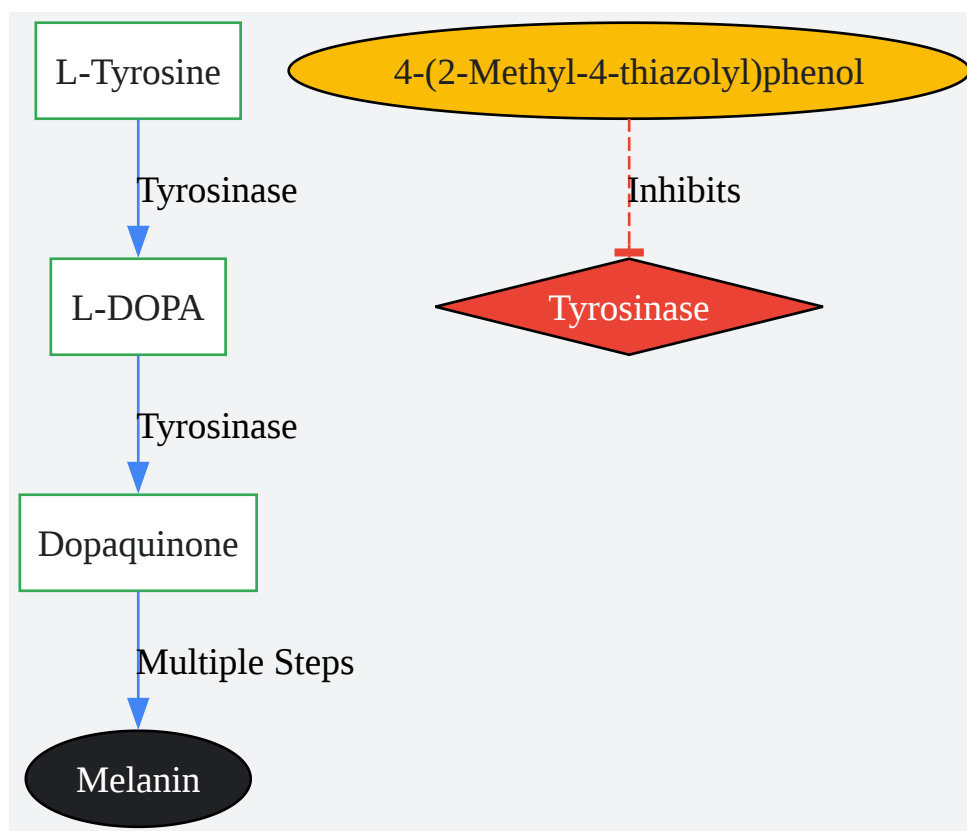 L-Tyrosine
4-(2-Methyl-4-thiazolyl)phenol
Tyrosinase
Inhibits
L-DOPA
Tyrosinase
Tyrosinase
Dopaquinone
Multiple Steps
Melanin